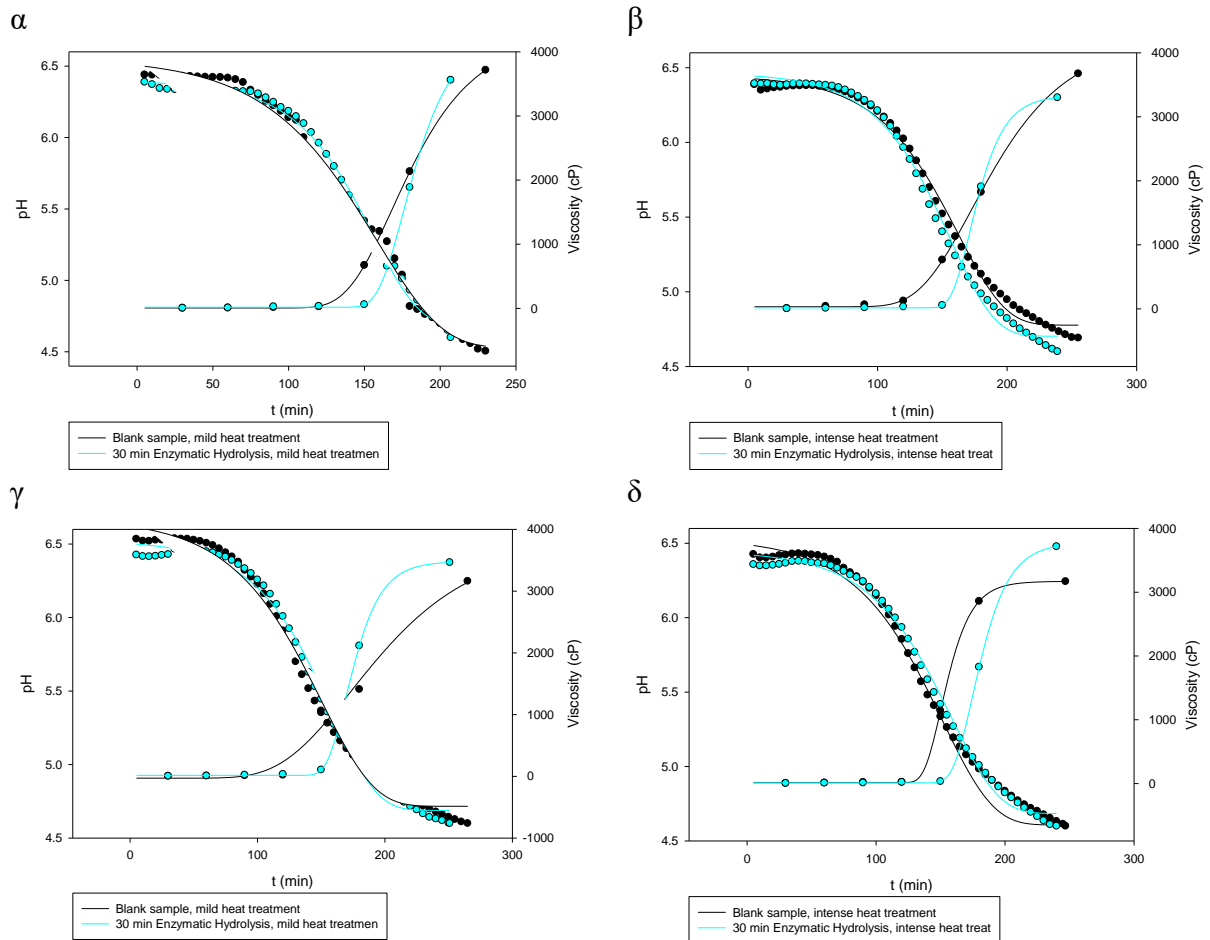 α
6.5
6.0
5.5
5.0
4.5
pH
4000
3000
2000
1000
0
Viscosity (cP)
0
50
100
150
200
250
t (min)
Blank sample, mild heat treatment
30 min Enzymatic Hydrolysis, mild heat treatmen
β
6.5
6.0
5.5
5.0
4.5
pH
4000
3000
2000
1000
0
Viscosity (cP)
0
100
200
300
t (min)
Blank sample, intense heat treatment
30 min Enzymatic Hydrolysis, intense heat treat
γ
6.5
6.0
5.5
5.0
4.5
pH
4000
3000
2000
1000
0
-1000
Viscosity (cP)
0
100
200
300
t (min)
Blank sample, mild heat treatment
30 min Enzymatic Hydrolysis, mild heat treatmen
δ
6.5
6.0
5.5
5.0
4.5
pH
4000
3000
2000
1000
0
Viscosity (cP)
0
100
200
300
t (min)
Blank sample, intense heat treatment
30 min Enzymatic Hydrolysis, intense heat treat